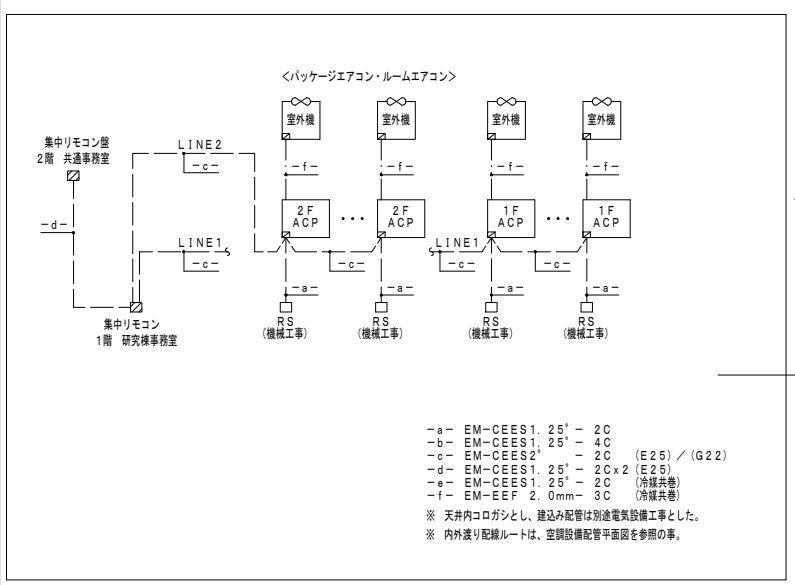 <パッケージエアコン・ルームエアコン>
室外機 室外機 室外機 室外機
集中リモコン盤
2階 共通事務室
LINE2
-c-
-f- -f- -f- -f-
2F
ACP
・・・
2F
ACP
1F
ACP
・・・
1F
ACP
-d-
LINE1
-c-
LINE1
-c- -c- -c-
-a- -a- -a- -a-
集中リモコン
1階 研究棟事務室
RS
(機械工事)
RS
(機械工事)
RS
(機械工事)
RS
(機械工事)
-a- EM-CEES1.25°- 2C
-b- EM-CEES1.25°- 4C
-c- EM-CEES2° - 2C (E25)/(G22)
-d- EM-CEES1.25°- 2Cx2(E25)
-e- EM-CEES1.25°- 2C (冷媒共巻)
-f- EM-EEF 2.0mm- 3C (冷媒共巻)
※ 天井内コロガシとし、建込み配管は別途電気設備工事とした。
※ 内外渡り配線ルートは、空調設備配管平面図を参照の事。